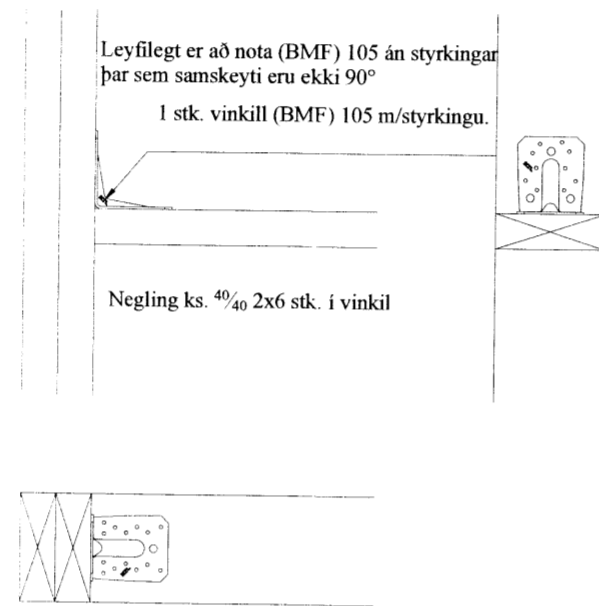 Leyfilegt er að nota (BMF) 105 án styrkingar
þar sem samskeyti eru ekki 90°
1 stk. vinkill (BMF) 105 m/styrkingu.
Negling ks. 40/40 2x6 stk. í vinkil